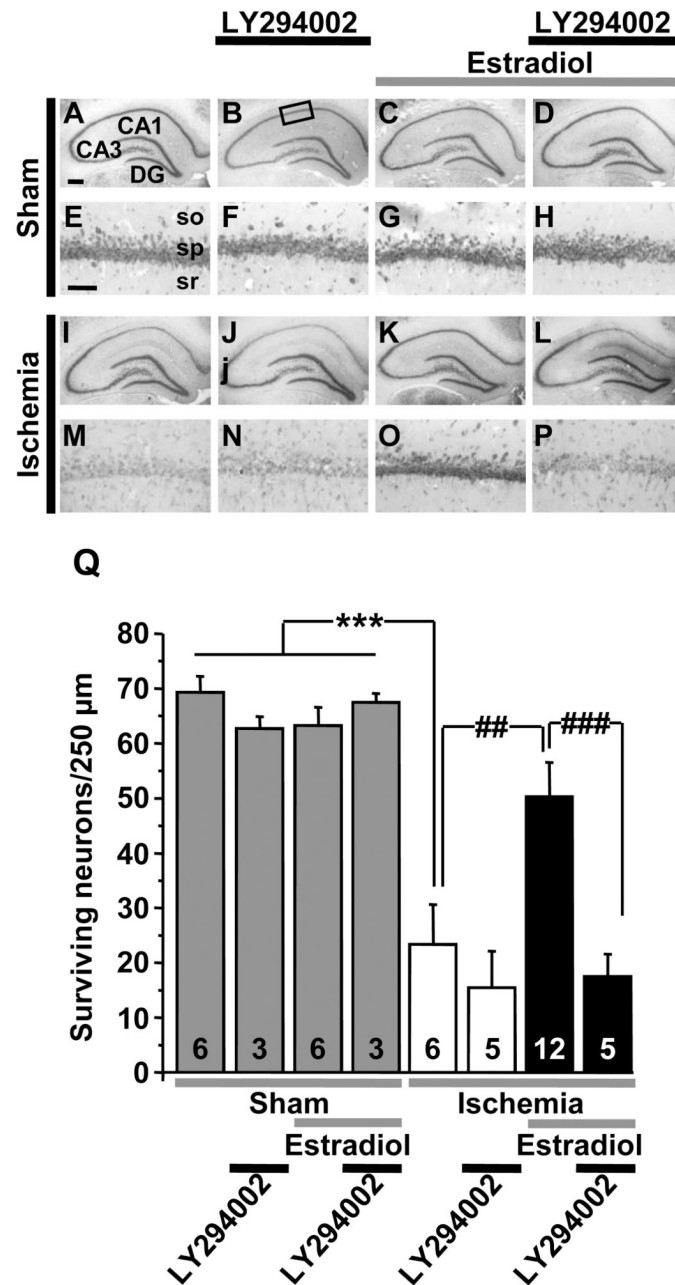 LY294002 LY294002
Estradiol
Sham
A CA1 CA3 DG B C D
E so sp sr F G H
Ischemia
I J j K L
M N O P
Q
Surviving neurons/250 µm
80
70
60
50
40
30
20
10
0
*** ## ###
6 3 6 3 6 5 12 5
Sham Ischemia
Estradiol Estradiol
LY294002 LY294002 LY294002 LY294002